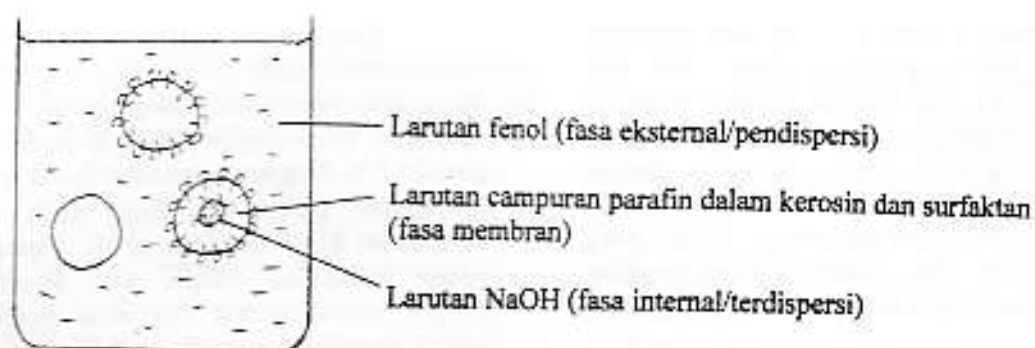 Larutan fenol (fasa eksternal/pendispersi)
Larutan campuran parafin dalam kerosin dan surfaktan
(fasa membran)
Larutan NaOH (fasa internal/terdispersi)